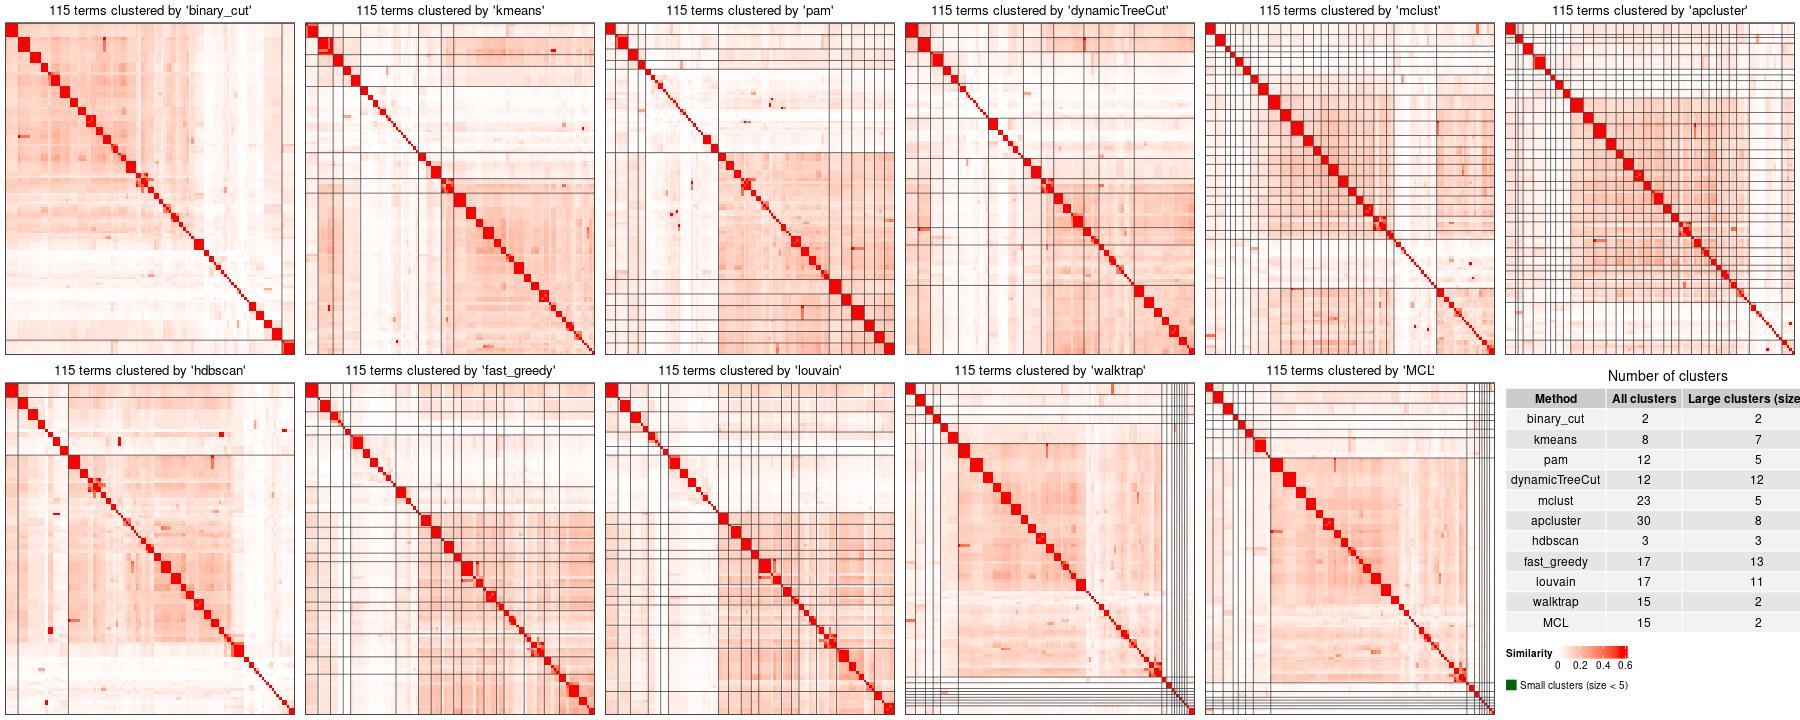 115 terms clustered by 'binary_cut'
115 terms clustered by 'kmeans'
115 terms clustered by 'pam'
115 terms clustered by 'dynamicTreeCut'
115 terms clustered by 'mclust'
115 terms clustered by 'apcluster'
115 terms clustered by 'hdbscan'
115 terms clustered by 'fast_greedy'
115 terms clustered by 'louvain'
115 terms clustered by 'walktrap'
115 terms clustered by 'MCL'
Number of clusters
Method All clusters Large clusters (size
binary_cut 2 2
kmeans 8 7
pam 12 5
dynamicTreeCut 12 12
mclust 23 5
apcluster 30 8
hdbscan 3 3
fast_greedy 17 13
louvain 17 11
walktrap 15 2
MCL 15 2
Similarity
0 0.2 0.4 0.6
Small clusters (size < 5)